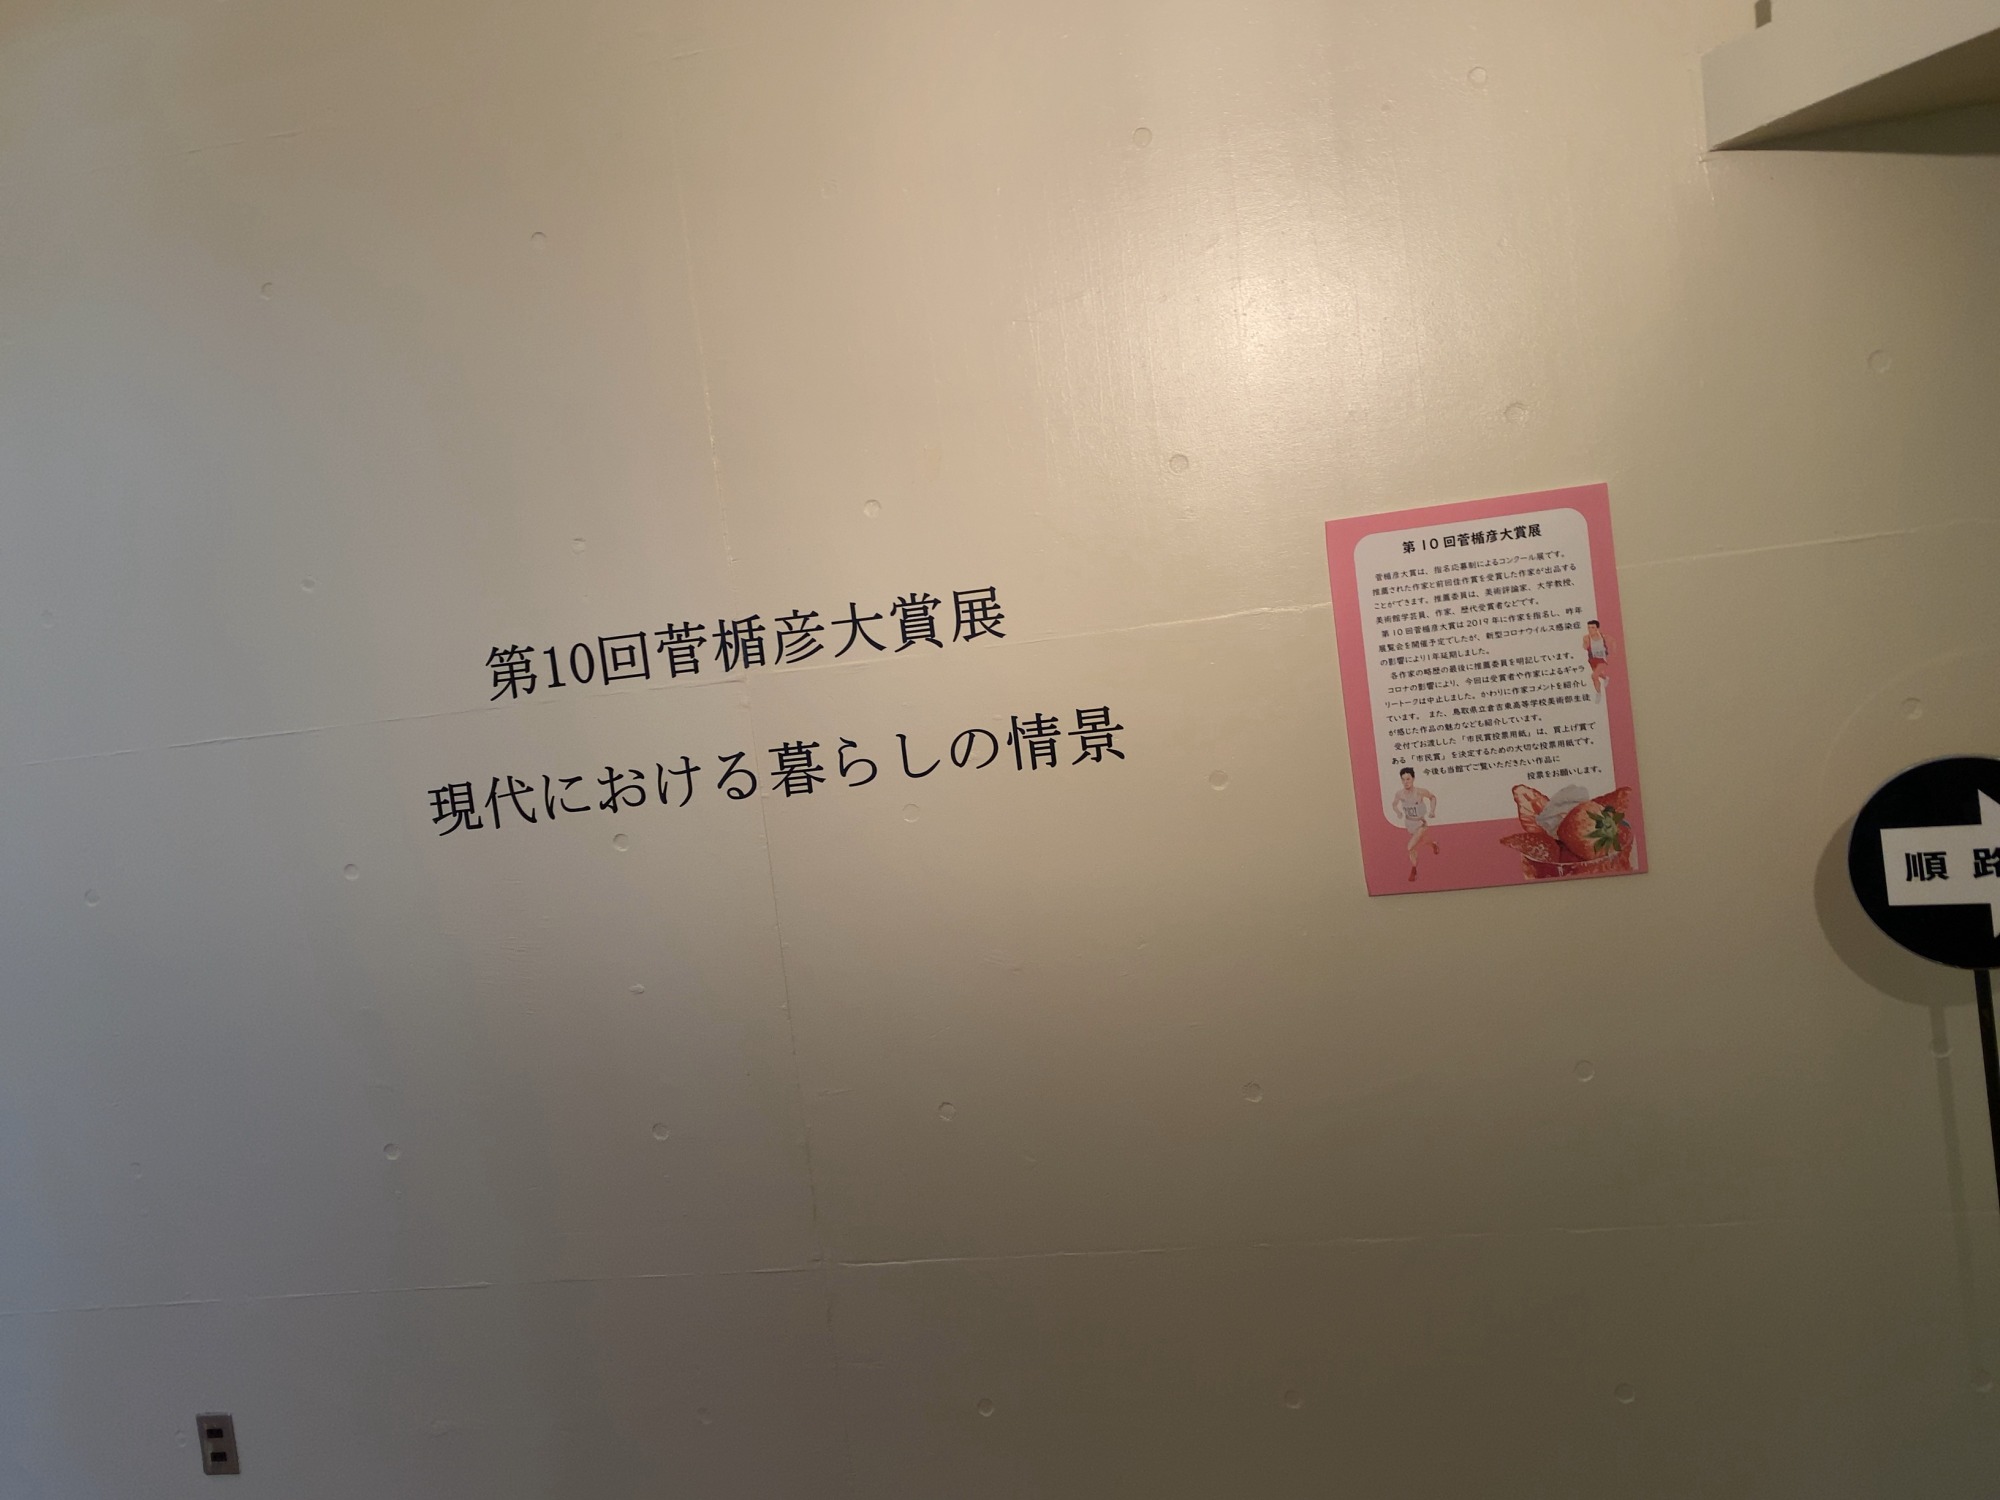 第10回菅楯彦大賞展
現代における暮らしの情景
第10回菅楯彦大賞展
菅楯彦大賞は、指名応募制によるコンクール展です。
推薦された作家と前回佳作賞を受賞した作家が出品する
ことができます。推薦委員は、美術評論家、大学教授、
美術館学芸員、作家、歴代受賞者などです。
第10回菅楯彦大賞は2019年に作家を指名し、昨年
展覧会を開催予定でしたが、新型コロナウイルス感染症
の影響により1年延期しました。
各作家の略歴の最後に推薦委員を明記しています。
コロナの影響により、今回は受賞者や作家によるギャラ
リートークは中止しました。かわりに作家コメントを紹介し
ています。また、鳥取県立倉吉東高等学校美術部生徒
が感じた作品の魅力なども紹介しています。
受付でお渡しした「市民賞投票用紙」は、買上げ賞で
ある「市民賞」を決定するための大切な投票用紙です。
今後も当館でご覧いただきたい作品に
投票をお願いします。
順路